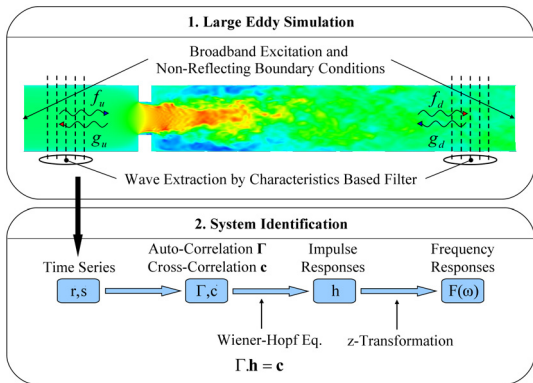 1. Large Eddy Simulation
Broadband Excitation and
Non-Reflecting Boundary Conditions
f_u
f_d
g_u
g_d
Wave Extraction by Characteristics Based Filter
2. System Identification
Time Series
Auto-Correlation Γ
Cross-Correlation c
Impulse
Responses
Frequency
Responses
r,s
Γ,c
h
F(ω)
Wiener-Hopf Eq.
z-Transformation
Γ.h = c